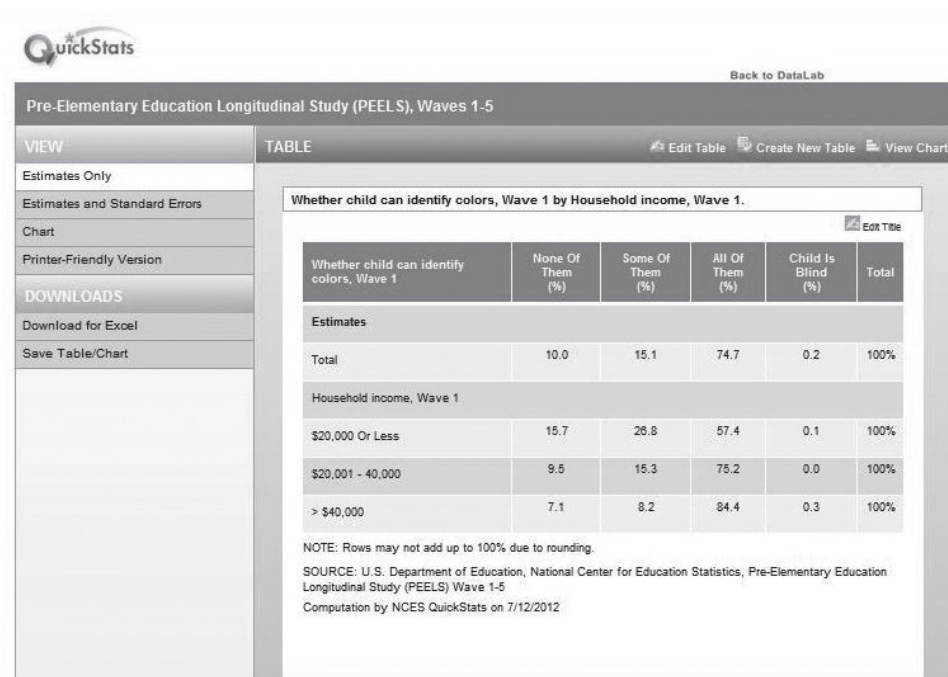 QuickStats
Back to DataLab
Pre-Elementary Education Longitudinal Study (PEELS), Waves 1-5
VIEW
Estimates Only
Estimates and Standard Errors
Chart
Printer-Friendly Version
DOWNLOADS
Download for Excel
Save Table/Chart
TABLE
Edit Table Create New Table View Chart
Whether child can identify colors, Wave 1 by Household income, Wave 1.
Edit Title
Whether child can identify colors, Wave 1 None Of Them (%) Some Of Them (%) All Of Them (%) Child Is Blind (%) Total
Estimates
Total 10.0 15.1 74.7 0.2 100%
Household income, Wave 1
$20,000 Or Less 15.7 26.8 57.4 0.1 100%
$20,001 - 40,000 9.5 15.3 75.2 0.0 100%
> $40,000 7.1 8.2 84.4 0.3 100%
NOTE: Rows may not add up to 100% due to rounding.
SOURCE: U.S. Department of Education, National Center for Education Statistics, Pre-Elementary Education
Longitudinal Study (PEELS) Wave 1-5
Computation by NCES QuickStats on 7/12/2012